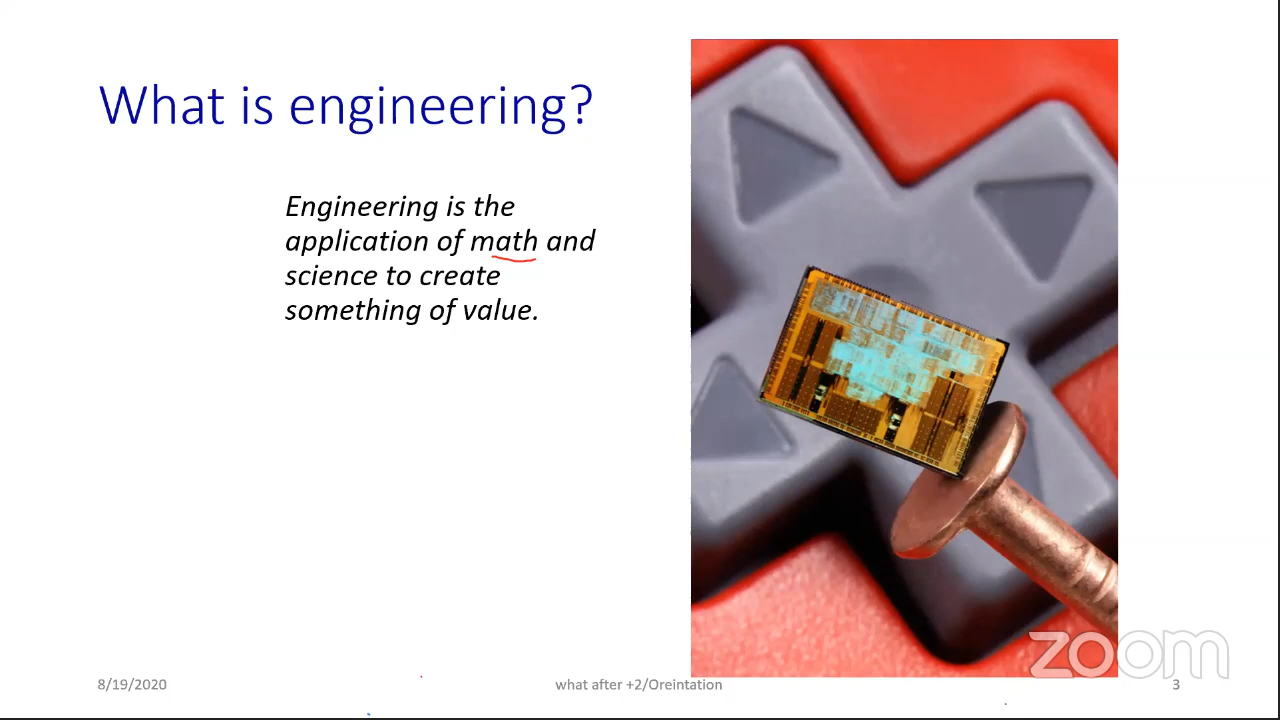 What is engineering?
Engineering is the
application of math and
science to create
something of value.
zoom
8/19/2020
what after +2/Oreintation
3